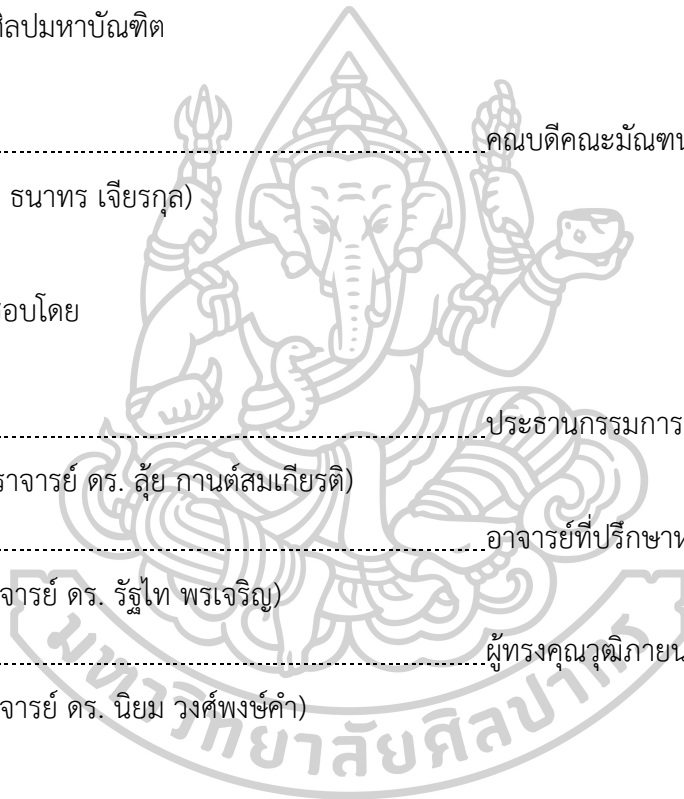 ศิลปมหาบัณฑิต
คณบดีคณะมัณฑน
ธนาทร เจียรกุล)
อบโดย
ประธานกรรมการ
ราจารย์ ดร. ลุ้ย กานต์สมเกียรติ)
อาจารย์ที่ปรึกษาห
จารย์ ดร. รัฐไท พรเจริญ)
ผู้ทรงคุณวุฒิภายน
จารย์ ดร. นิยม วงศ์พงษ์คำ)
มหาวิทยาลัยศิลปากร